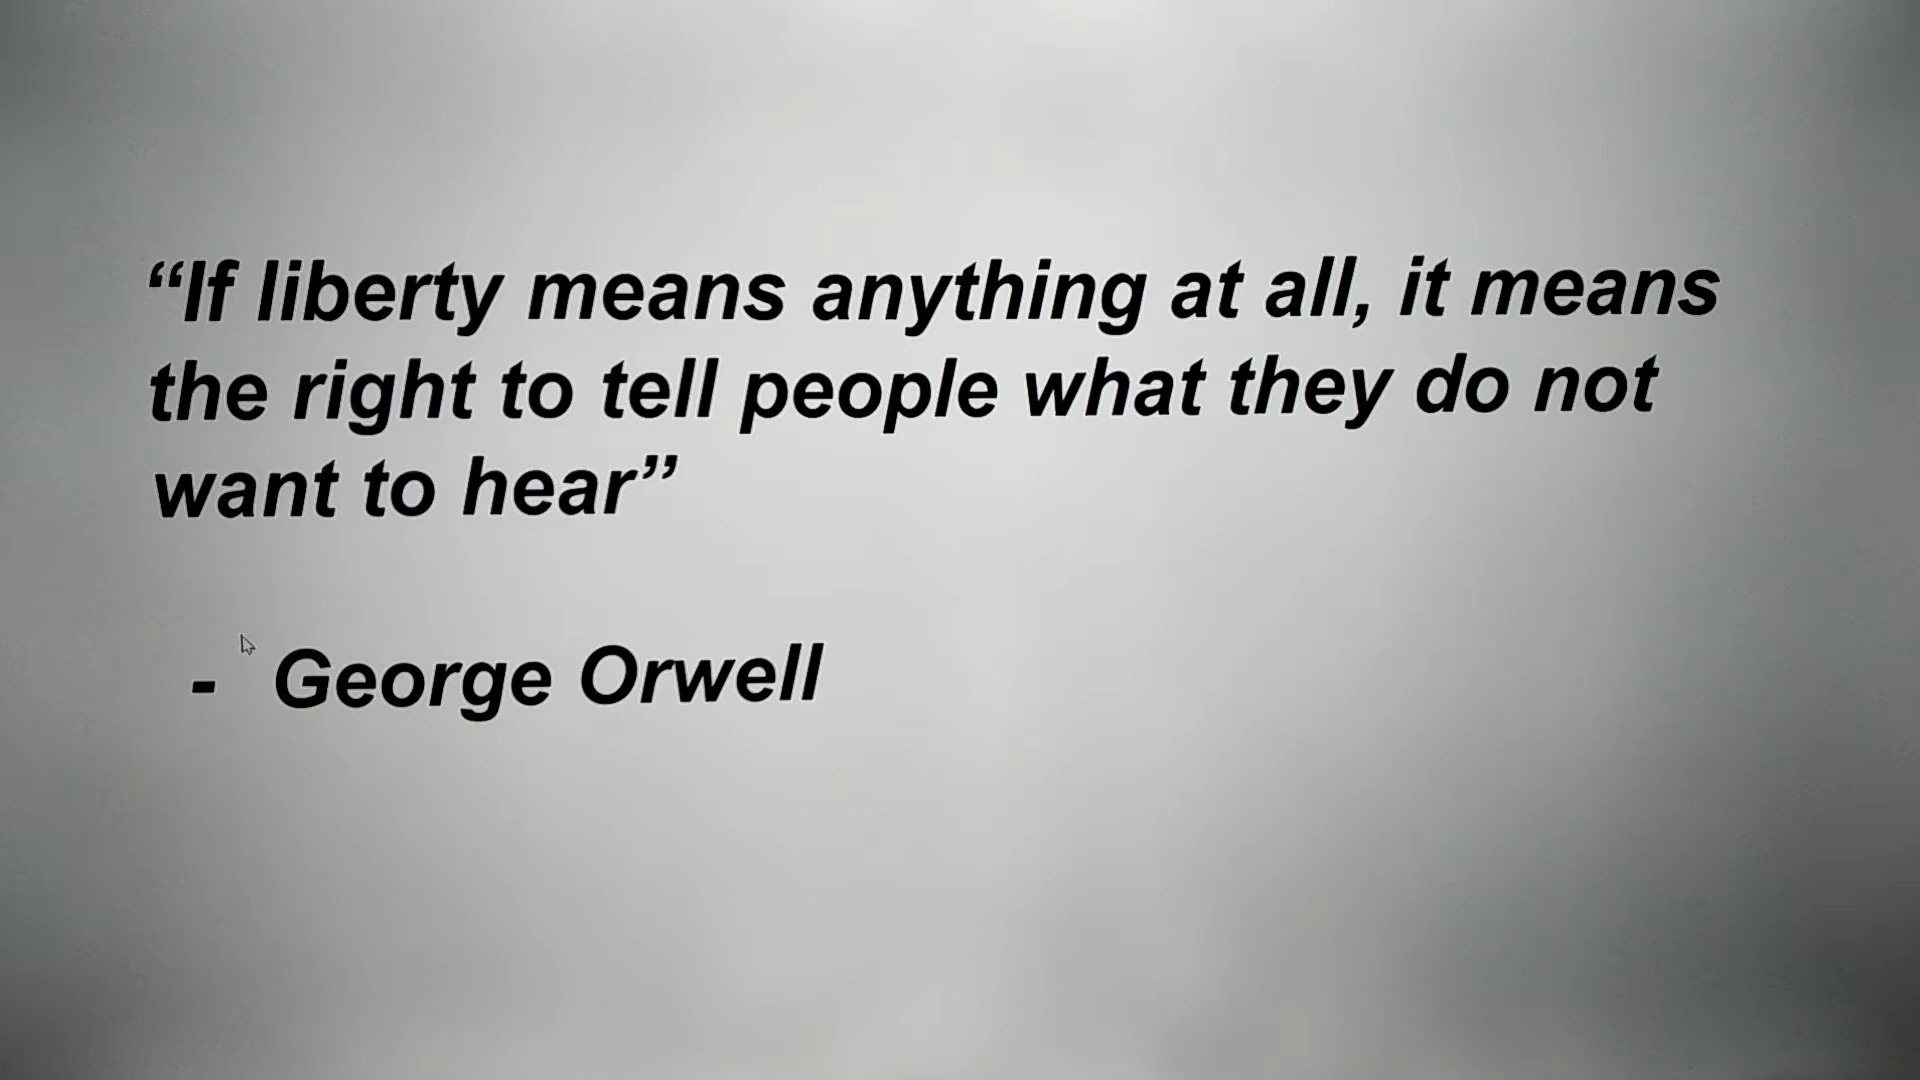 “If liberty means anything at all, it means
the right to tell people what they do not
want to hear”
- George Orwell